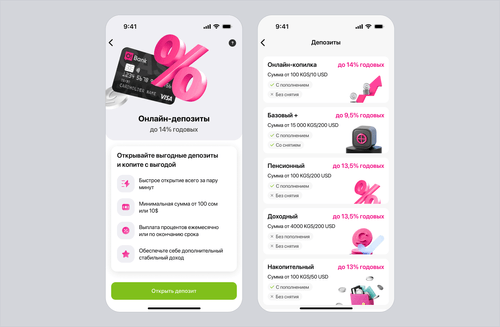 9:41
Bank
VISA
Онлайн-депозиты
до 14% годовых
Открывайте выгодные депозиты
и копите с выгодой
Быстрое открытие всего за пару
минут
Минимальная сумма от 100 сом
или 10$
Выплата процентов ежемесячно
или по окончанию срока
Обеспечьте себе дополнительный
стабильный доход
Открыть депозит
9:41
Депозиты
Онлайн-копилка до 14% годовых
Сумма от 100 KGS/10 USD
С пополнением
Без снятия
Базовый + до 9,5% годовых
Сумма от 15 000 KGS/200 USD
С пополнением
Со снятием
Пенсионный до 13,5% годовых
Сумма от 100 KGS/200 USD
С пополнением
Без снятия
Доходный до 13,5% годовых
Сумма от 4000 KGS/200 USD
Без пополнения
Без снятия
Накопительный до 13% годовых
Сумма от 100 KGS/50 USD
С пополнением
Без снятия